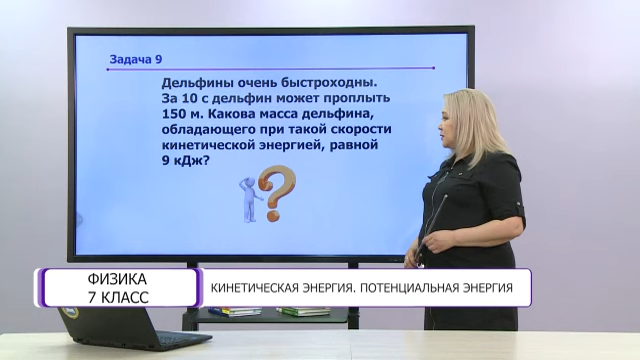 Задача 9
Дельфины очень быстроходны.
За 10 с дельфин может проплыть
150 м. Какова масса дельфина,
обладающего при такой скорости
кинетической энергией, равной
9 кДж?
ФИЗИКА
7 КЛАСС
КИНЕТИЧЕСКАЯ ЭНЕРГИЯ. ПОТЕНЦИАЛЬНАЯ ЭНЕРГИЯ